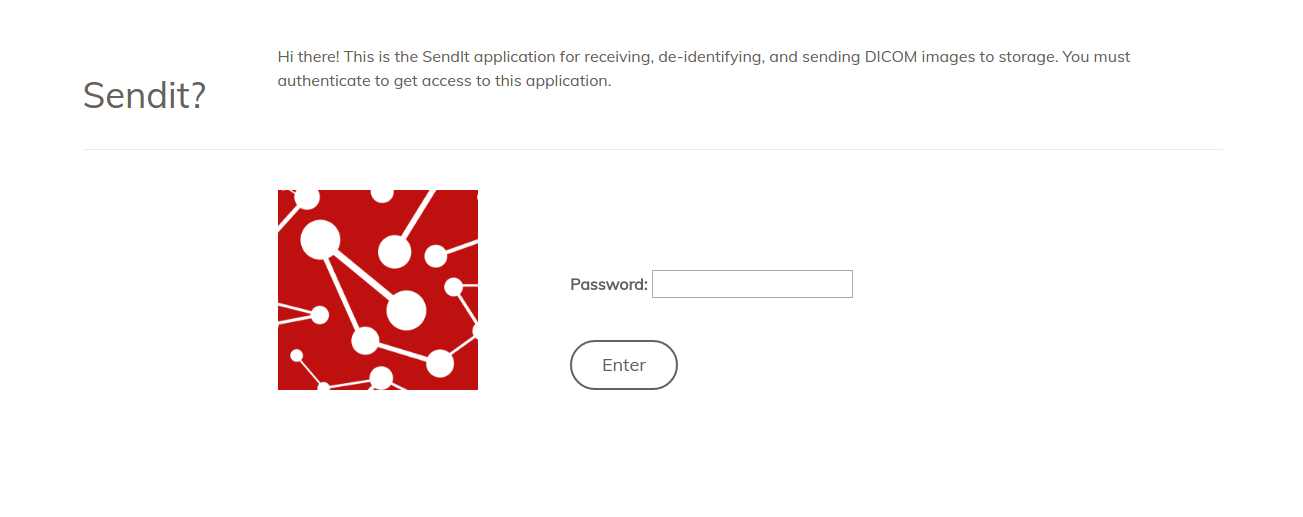 Hi there! This is the SendIt application for receiving, de-identifying, and sending DICOM images to storage. You must
authenticate to get access to this application.
Sendit?
Password:
Enter